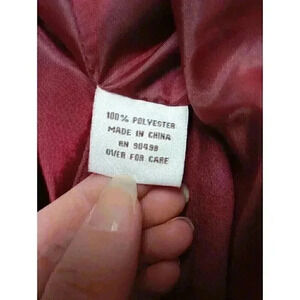 100% POLYESTER
MADE IN CHINA
RN 90498
OVER FOR CARE